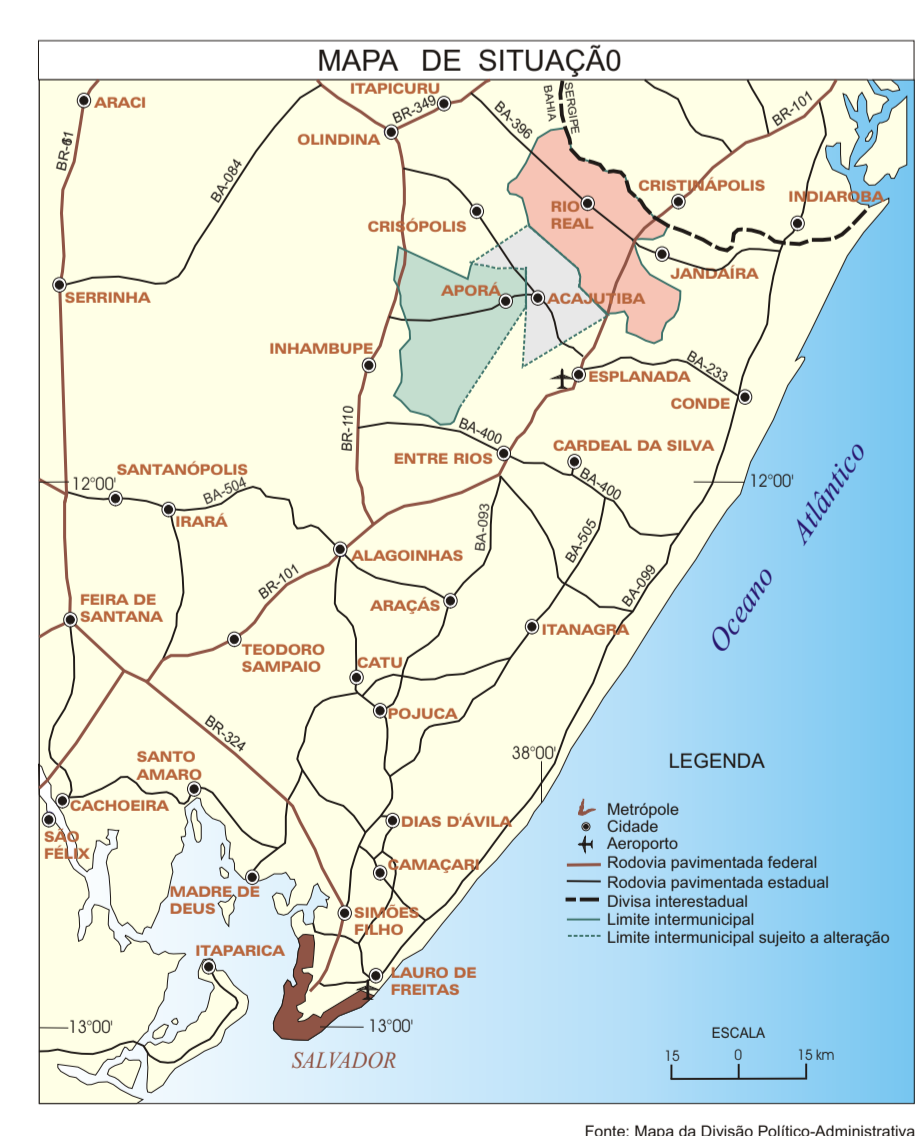 MAPA DE SITUAÇÃ0
ITAPICURU
ARACI
BR-349
BAHIA
SERGIPE
BA-396
BR-101
OLINDINA
BA-084
CRISTINÁPOLIS
INDIAROBA
RIO
REAL
CRISÓPOLIS
JANDAÍRA
SERRINHA
APORÁ
ACAJUTIBA
INHAMBUPE
ESPLANADA
BA-233
CONDE
BR-110
BA-400
ENTRE RIOS
CARDEAL DA SILVA
BA-400
SANTANÓPOLIS
12°00'
12°00'
BA-504
IRARÁ
Oceano Atlântico
BA-093
BA-505
ALAGOINHAS
BR-101
BA-099
FEIRA DE
SANTANA
ARAÇÁS
ITANAGRA
TEODORO
SAMPAIO
CATU
POJUCA
BR-324
38°00'
SANTO
AMARO
CACHOEIRA
SÃO
FÉLIX
DIAS D'ÁVILA
CAMAÇARI
MADRE DE
DEUS
SIMÕES
FILHO
ITAPARICA
LAURO DE
FREITAS
13°00'
13°00'
SALVADOR
LEGENDA
Metrópole
Cidade
Aeroporto
Rodovia pavimentada federal
Rodovia pavimentada estadual
Divisa interestadual
Limite intermunicipal
Limite intermunicipal sujeito a alteração
ESCALA
15 0 15 km
Fonte: Mapa da Divisão Político-Administrativa